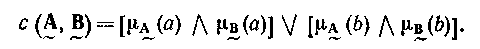 c (A̰, B̰) = [μ_A̰ (a) ⋀ μ_B̰ (a)] ⋁ [μ_A̰ (b) ⋀ μ_B̰ (b)].